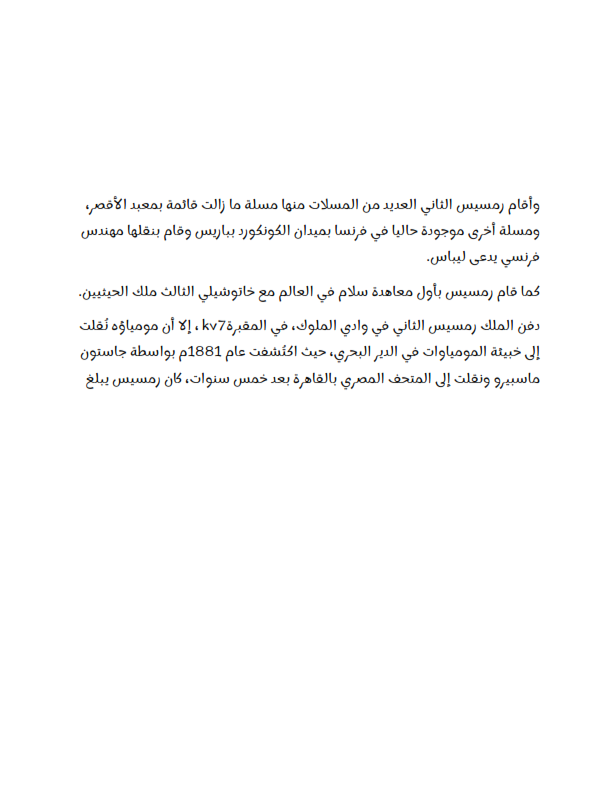 وأقام رمسيس الثاني العديد من المسلات منها مسلة ما زالت قائمة بمعبد الأقصر،
ومسلة أخرى موجودة حاليا في فرنسا بميدان الكونكورد بباريس وقام بنقلها مهندس
فرنسي يدعى ليباس.
كما قام رمسيس بأول معاهدة سلام في العالم مع خاتوشيلي الثالث ملك الحيثيين.
دفن الملك رمسيس الثاني في وادي الملوك، في المقبرة kv7، إلا أن مومياؤه نُقلت
إلى خبيئة المومياوات في الدير البحري، حيث اكتُشفت عام 1881م بواسطة جاستون
ماسبيرو ونقلت إلى المتحف المصري بالقاهرة بعد خمس سنوات، كان رمسيس يبلغ